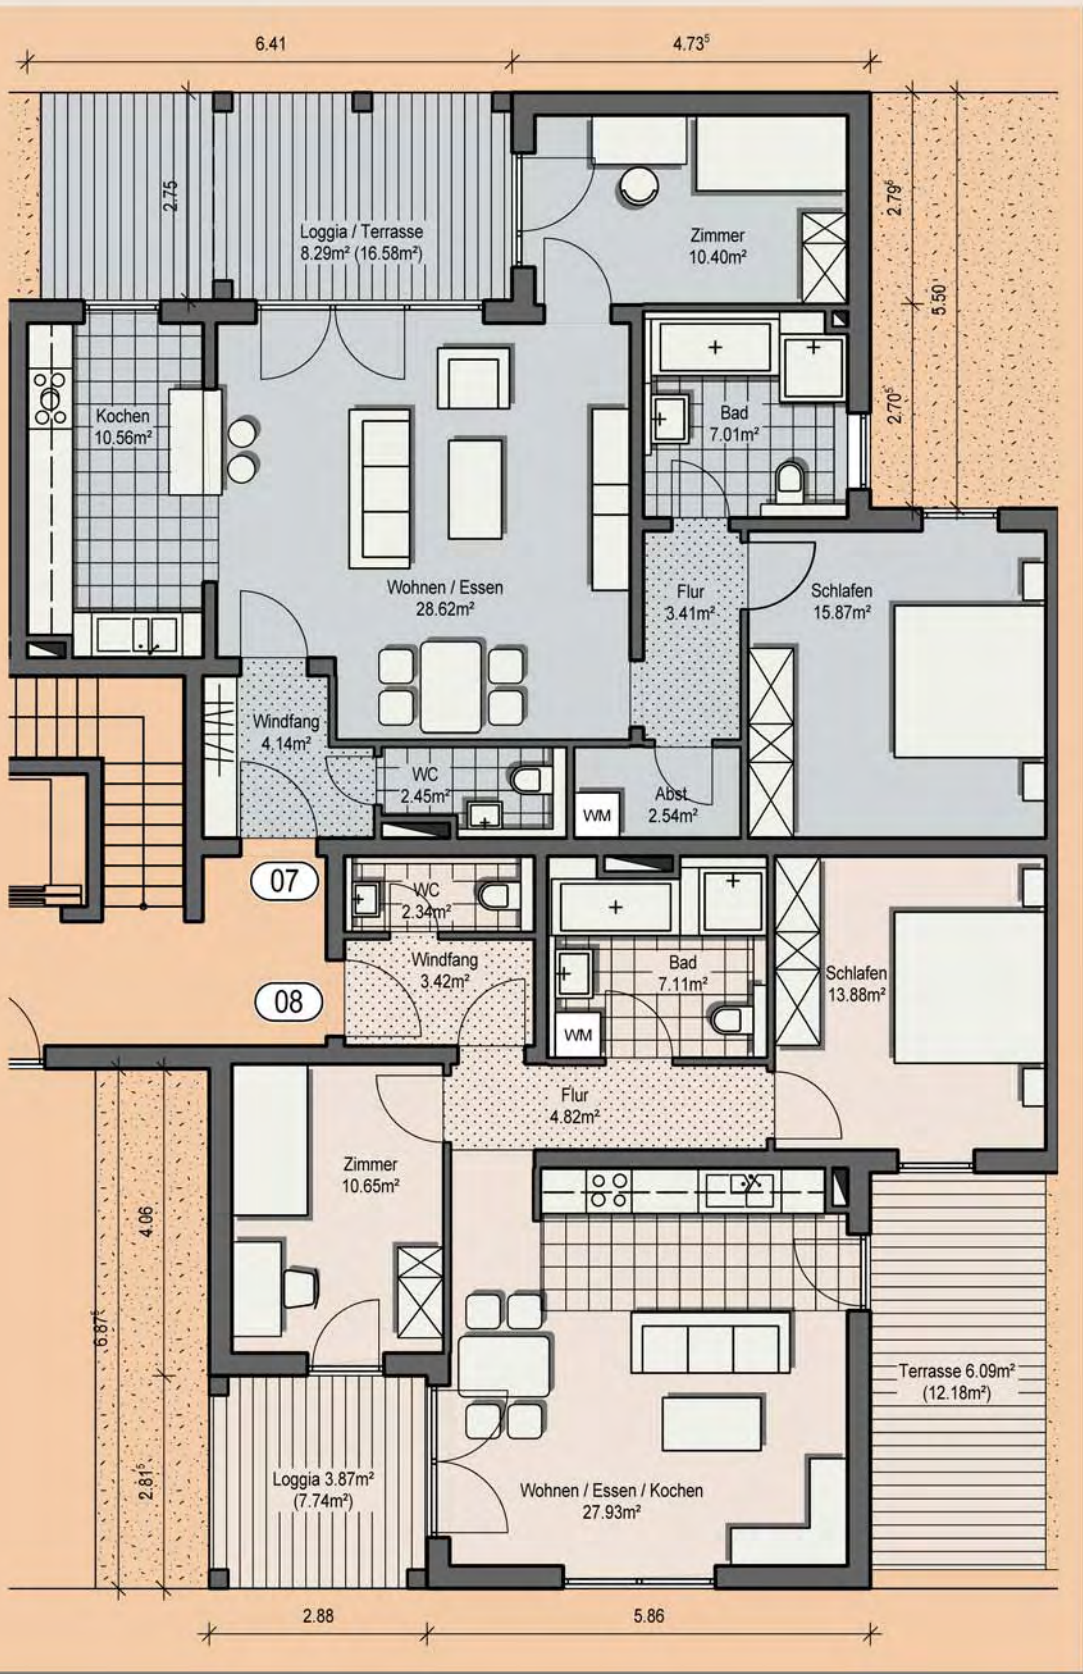 6.41
4.73⁵
2.75
Loggia / Terrasse
8.29m² (16.58m²)
Zimmer
10.40m²
2.79⁵
5.50
2.70⁵
Kochen
10.56m²
Bad
7.01m²
Wohnen / Essen
28.62m²
Flur
3.41m²
Schlafen
15.87m²
Windfang
4.14m²
WC
2.45m²
WM
Abst
2.54m²
07
WC
2.34m²
Windfang
3.42m²
08
Bad
7.11m²
WM
Schlafen
13.88m²
Flur
4.82m²
Zimmer
10.65m²
4.06
6.87⁵
2.81⁵
Terrasse 6.09m²
(12.18m²)
Loggia 3.87m²
(7.74m²)
Wohnen / Essen / Kochen
27.93m²
2.88
5.86